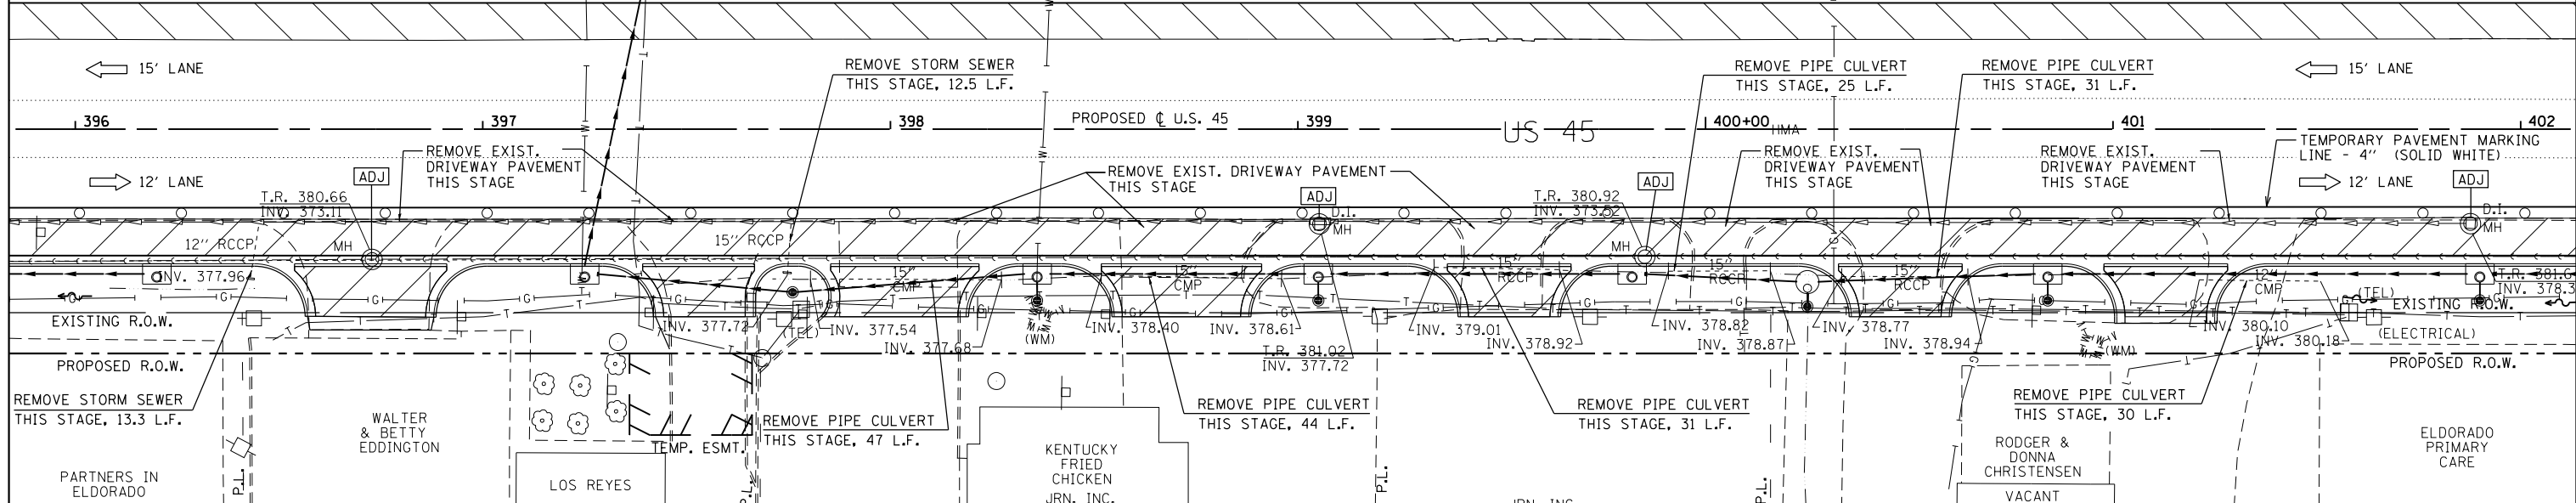 15' LANE
REMOVE STORM SEWER
THIS STAGE, 12.5 L.F.
REMOVE PIPE CULVERT
THIS STAGE, 25 L.F.
REMOVE PIPE CULVERT
THIS STAGE, 31 L.F.
15' LANE
396
397
398
PROPOSED ℄ U.S. 45
399
US 45
400+00
HMA
401
402
REMOVE EXIST.
DRIVEWAY PAVEMENT
THIS STAGE
REMOVE EXIST. DRIVEWAY PAVEMENT
THIS STAGE
REMOVE EXIST.
DRIVEWAY PAVEMENT
THIS STAGE
REMOVE EXIST.
DRIVEWAY PAVEMENT
THIS STAGE
TEMPORARY PAVEMENT MARKING
LINE - 4" (SOLID WHITE)
12' LANE
12' LANE
ADJ
ADJ
ADJ
ADJ
T.R. 380.66
INV. 373.11
T.R. 380.92
INV. 373.52
D.I.
MH
D.I.
MH
12" RCCP
MH
15" RCCP
MH
INV. 377.96
15"
CMP
15"
CMP
15"
RCCP
15"
RCCP
15"
RCCP
12"
CMP
T.R. 381.6
INV. 378.3
(TEL)
EXISTING R.O.W.
EXISTING R.O.W.
INV. 377.72
(TEL)
INV. 377.54
INV. 377.68
(WM)
INV. 378.40
INV. 378.61
T.R. 381.02
INV. 377.72
INV. 379.01
INV. 378.92
INV. 378.82
INV. 378.87
INV. 378.77
INV. 378.94
(WM)
INV. 380.10
INV. 380.18
(ELECTRICAL)
PROPOSED R.O.W.
PROPOSED R.O.W.
REMOVE STORM SEWER
THIS STAGE, 13.3 L.F.
WALTER
& BETTY
EDDINGTON
REMOVE PIPE CULVERT
THIS STAGE, 47 L.F.
TEMP. ESMT.
REMOVE PIPE CULVERT
THIS STAGE, 44 L.F.
REMOVE PIPE CULVERT
THIS STAGE, 31 L.F.
REMOVE PIPE CULVERT
THIS STAGE, 30 L.F.
PARTNERS IN
ELDORADO
P.L.
LOS REYES
P.L.
KENTUCKY
FRIED
CHICKEN
JRN, INC.
P.L.
JRN, INC.
P.L.
RODGER &
DONNA
CHRISTENSEN
VACANT
ELDORADO
PRIMARY
CARE